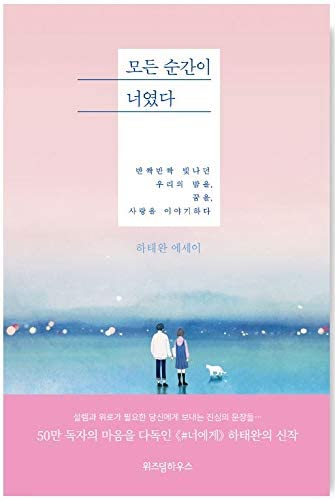 모든 순간이
너였다
반짝반짝 빛나던
우리의 밤을,
꿈을,
사랑을 이야기하다
하태완 에세이
설렘과 위로가 필요한 당신에게 보내는 진심의 문장들…
50만 독자의 마음을 다독인 《#너에게》 하태완의 신작
위즈덤하우스